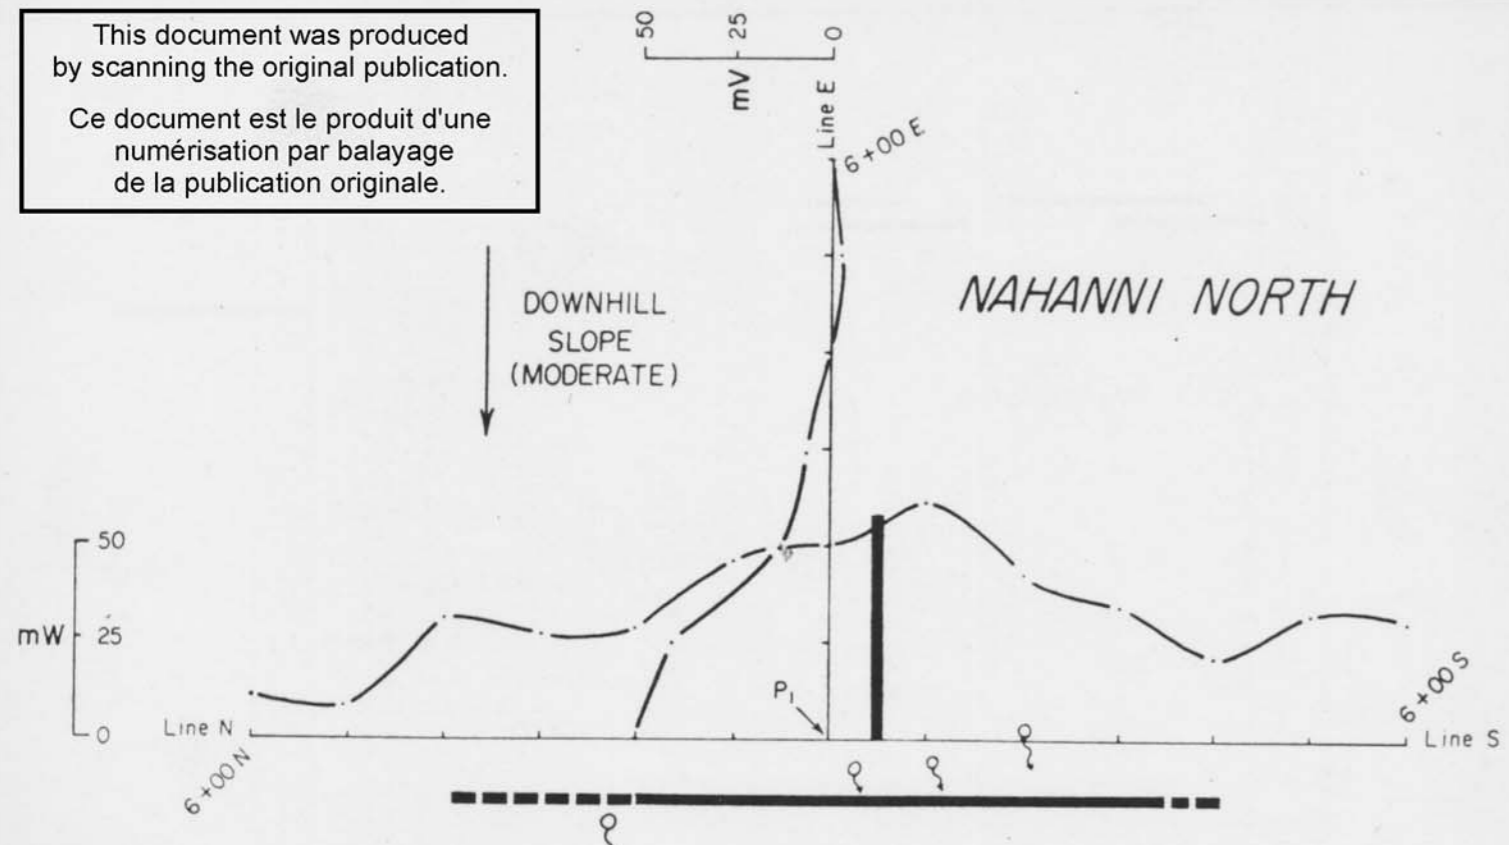 This document was produced
by scanning the original publication.
Ce document est le produit d'une
numérisation par balayage
de la publication originale.
50 25 0
mV
Line E
6+00 E
NAHANNI NORTH
DOWNHILL
SLOPE
(MODERATE)
50
mW 25
0
Line N
6+00 N
P1
6+00 S
Line S